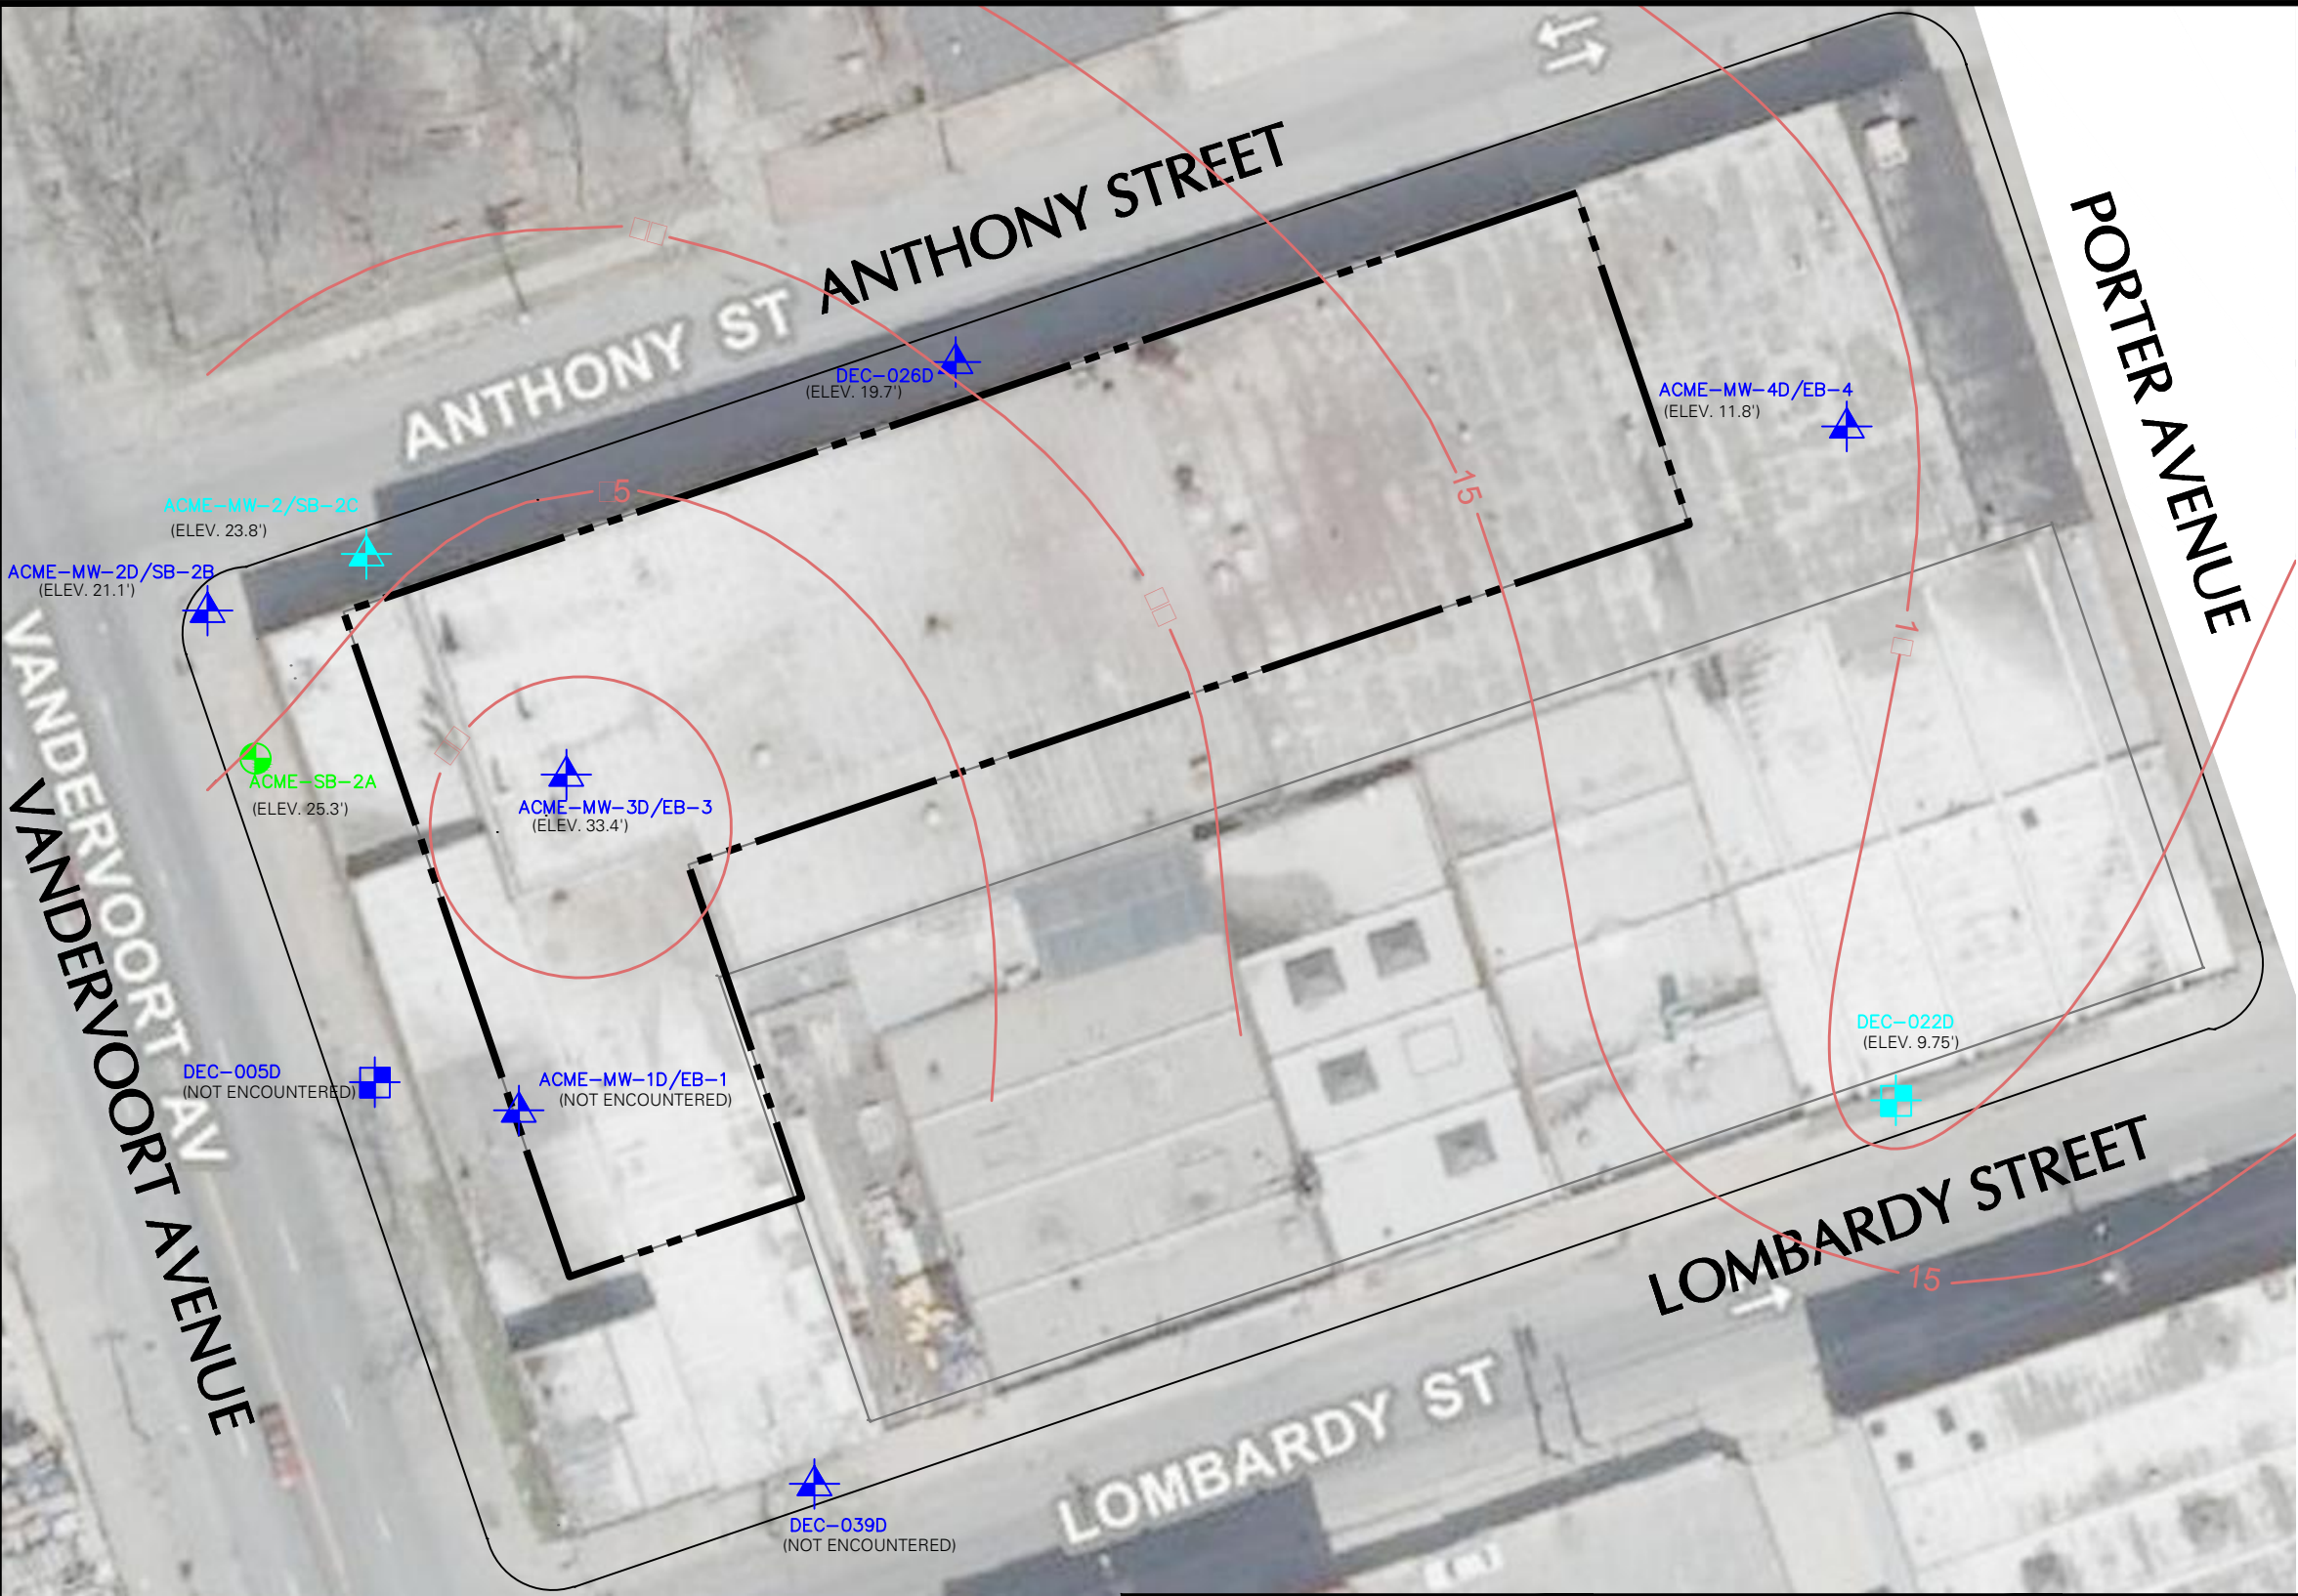 ANTHONY STREET
ANTHONY ST
PORTER AVENUE
DEC-026D
(ELEV. 19.7')
ACME-MW-4D/EB-4
(ELEV. 11.8')
15
5
ACME-MW-2/SB-2C
(ELEV. 23.8')
ACME-MW-2D/SB-2B
(ELEV. 21.1')
1
ACME-SB-2A
(ELEV. 25.3')
ACME-MW-3D/EB-3
(ELEV. 33.4')
VANDERVOORT AV
VANDERVOORT AVENUE
DEC-022D
(ELEV. 9.75')
DEC-005D
(NOT ENCOUNTERED)
ACME-MW-1D/EB-1
(NOT ENCOUNTERED)
LOMBARDY STREET
15
LOMBARDY ST
DEC-039D
(NOT ENCOUNTERED)